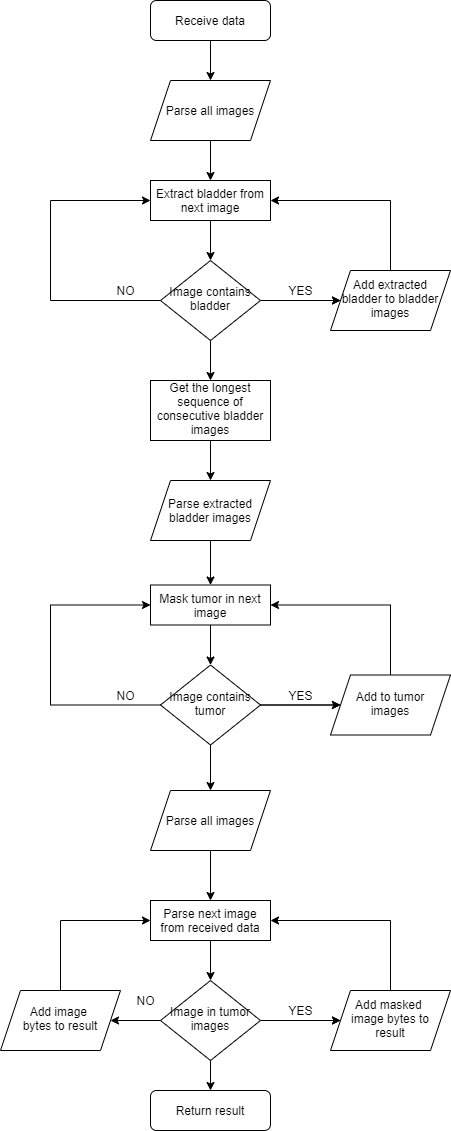 Receive data
Parse all images
Extract bladder from
next image
Image contains
bladder
NO
YES
Add extracted
bladder to bladder
images
Get the longest
sequence of
consecutive bladder
images
Parse extracted
bladder images
Mask tumor in next
image
Image contains
tumor
NO
YES
Add to tumor
images
Parse all images
Parse next image
from received data
Add image
bytes to result
NO
Image in tumor
images
YES
Add masked
image bytes to
result
Return result